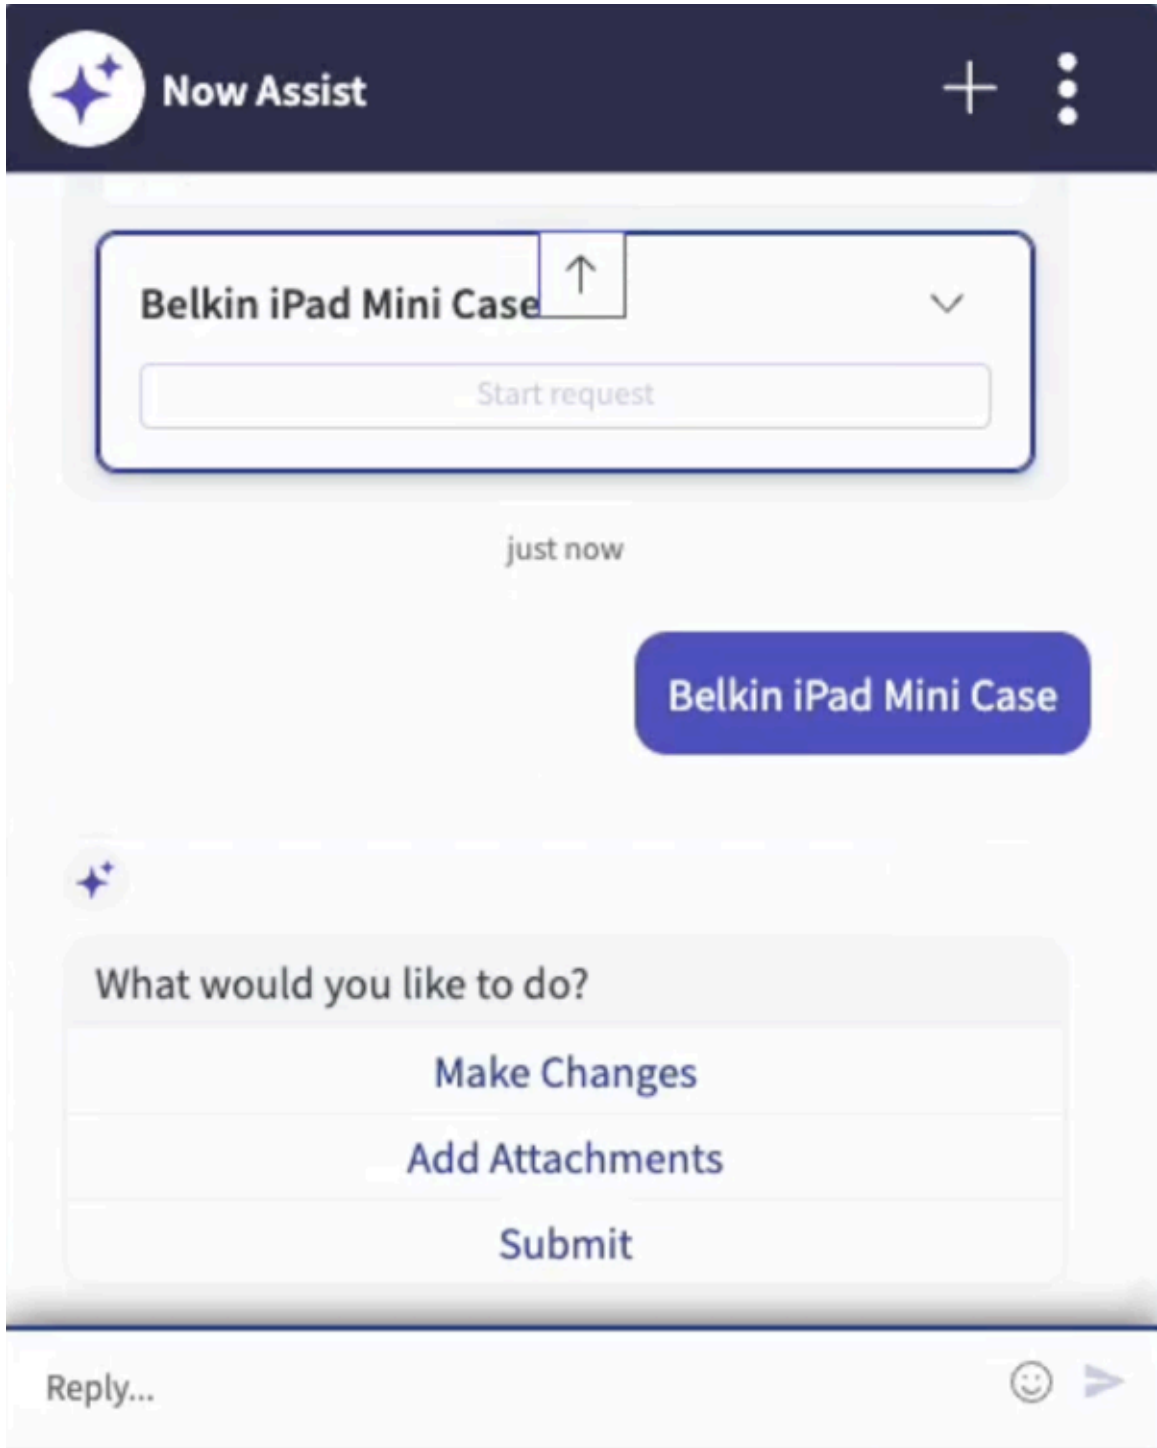 Now Assist
Belkin iPad Mini Case
Start request
just now
Belkin iPad Mini Case
What would you like to do?
Make Changes
Add Attachments
Submit
Reply...